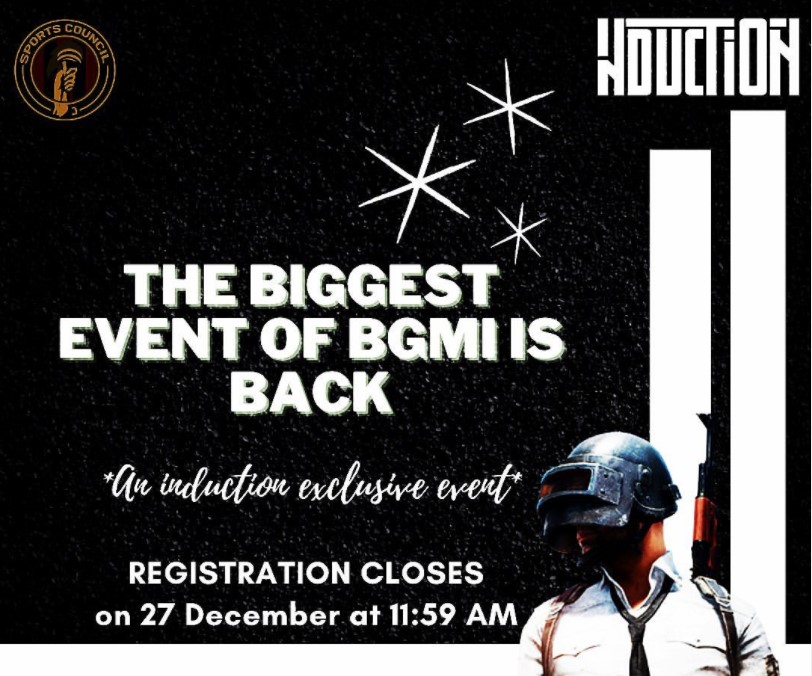 SPORTS COUNCIL
INDUCTION
THE BIGGEST
EVENT OF BGMI IS
BACK
*An induction exclusive event*
REGISTRATION CLOSES
on 27 December at 11:59 AM